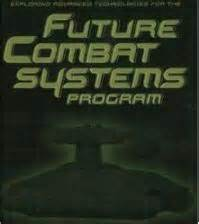 EXPLORING ADVANCED TECHNOLOGIES FOR THE
FUTURE
COMBAT
SYSTEMS
PROGRAM